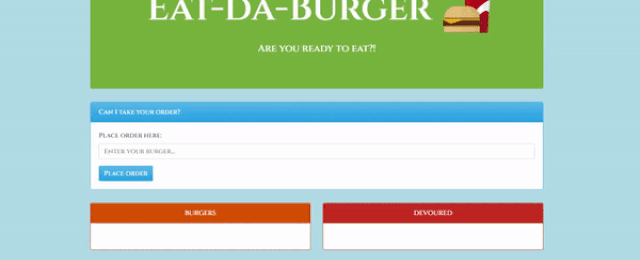 Eat-Da-Burger
Are you ready to eat?!
Can I take your order?
Place order here:
Enter your burger...
Place order
Burgers
Devoured